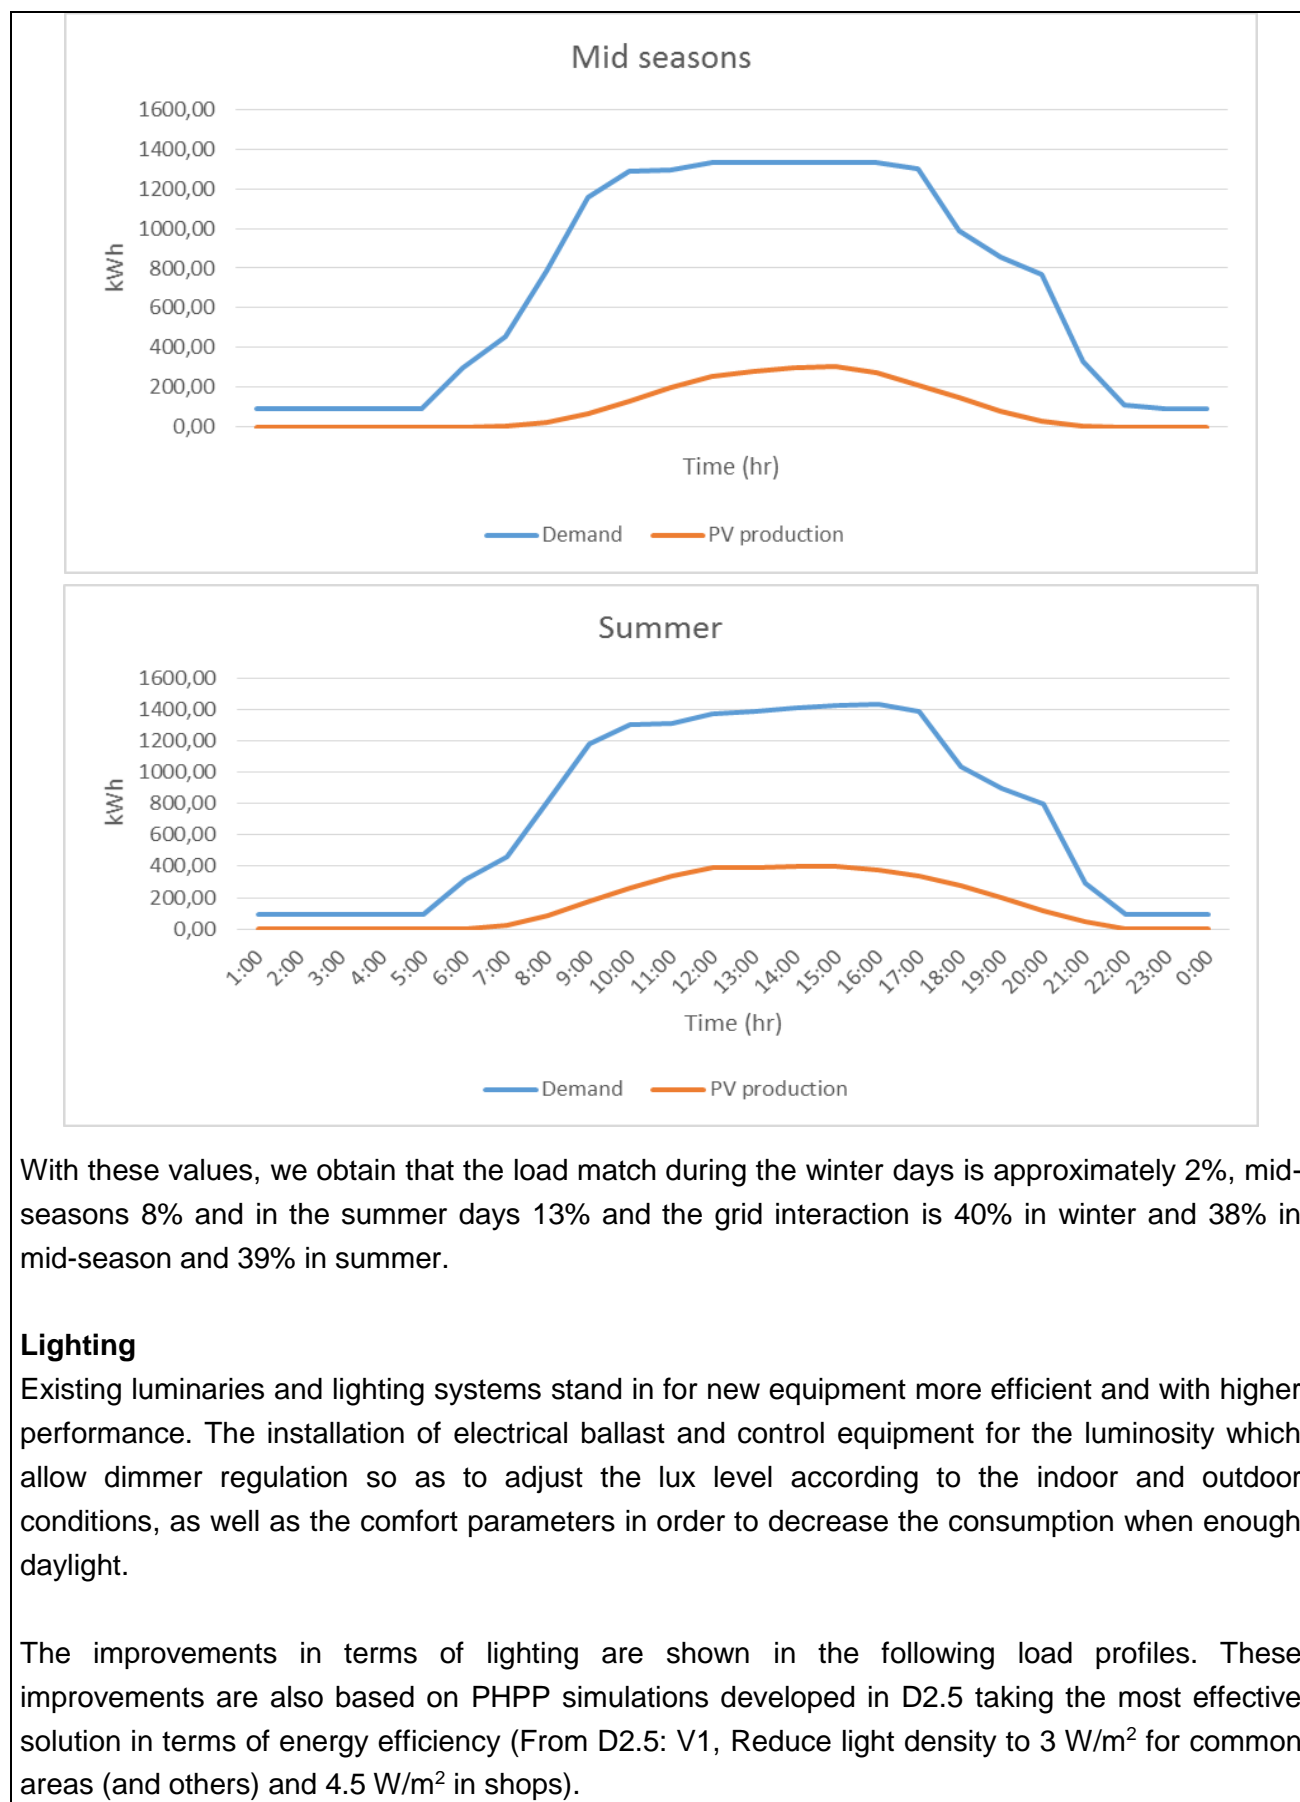 Mid seasons
1600,00
1400,00
1200,00
1000,00
800,00
600,00
400,00
200,00
0,00
kWh
Time (hr)
Demand PV production
Summer
1600,00
1400,00
1200,00
1000,00
800,00
600,00
400,00
200,00
0,00
kWh
1:00 2:00 3:00 4:00 5:00 6:00 7:00 8:00 9:00 10:00 11:00 12:00 13:00 14:00 15:00 16:00 17:00 18:00 19:00 20:00 21:00 22:00 23:00 0:00
Time (hr)
Demand PV production
With these values, we obtain that the load match during the winter days is approximately 2%, mid-
seasons 8% and in the summer days 13% and the grid interaction is 40% in winter and 38% in
mid-season and 39% in summer.
Lighting
Existing luminaries and lighting systems stand in for new equipment more efficient and with higher
performance. The installation of electrical ballast and control equipment for the luminosity which
allow dimmer regulation so as to adjust the lux level according to the indoor and outdoor
conditions, as well as the comfort parameters in order to decrease the consumption when enough
daylight.
The improvements in terms of lighting are shown in the following load profiles. These
improvements are also based on PHPP simulations developed in D2.5 taking the most effective
solution in terms of energy efficiency (From D2.5: V1, Reduce light density to 3 W/m² for common
areas (and others) and 4.5 W/m² in shops).